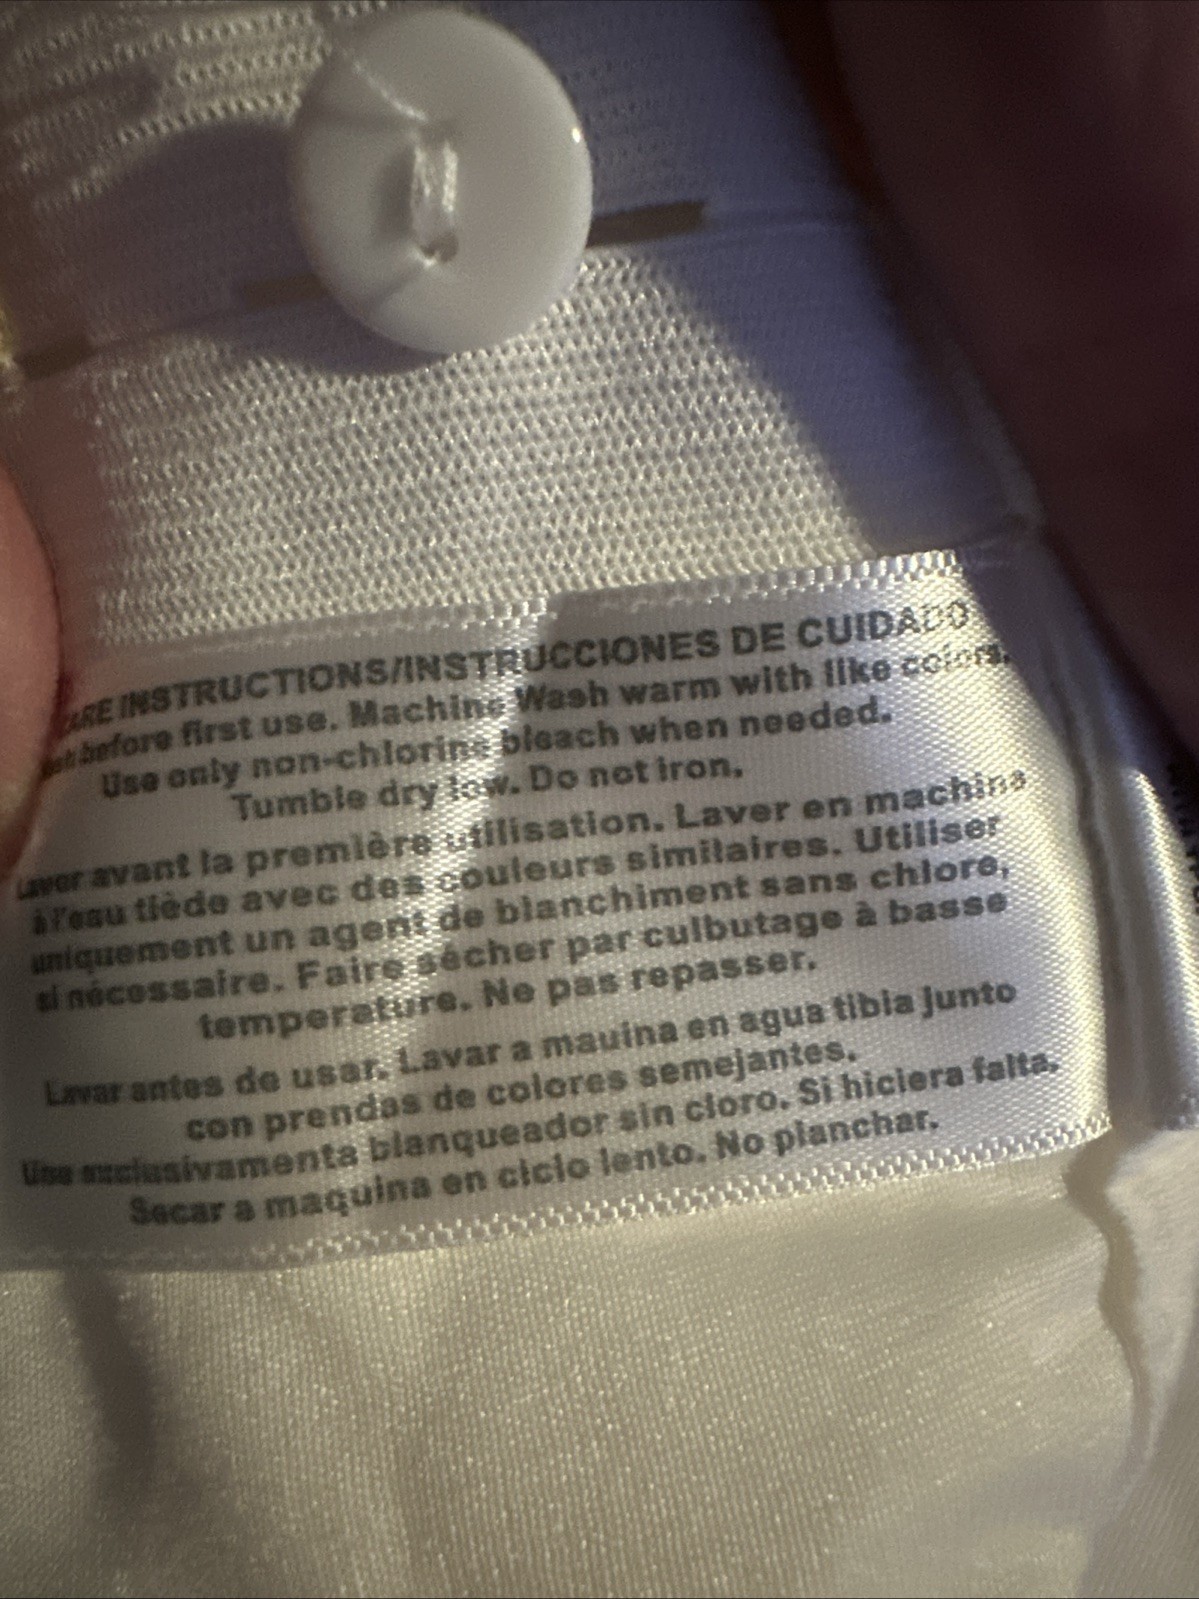 CARE INSTRUCTIONS/INSTRUCCIONES DE CUIDADO
before first use. Machine Wash warm with like colors.
Use only non-chlorine bleach when needed.
Tumble dry low. Do not iron.
Laver avant la première utilisation. Laver en machine
à l'eau tiède avec des couleurs similaires. Utiliser
uniquement un agent de blanchiment sans chlore,
si nécessaire. Faire sécher par culbutage à basse
temperature. Ne pas repasser.
Lavar antes de usar. Lavar a mauina en agua tibia junto
con prendas de colores semejantes.
Use exclusivamenta blanqueador sin cloro. Si hiciera falta.
Secar a maquina en ciclo lento. No planchar.